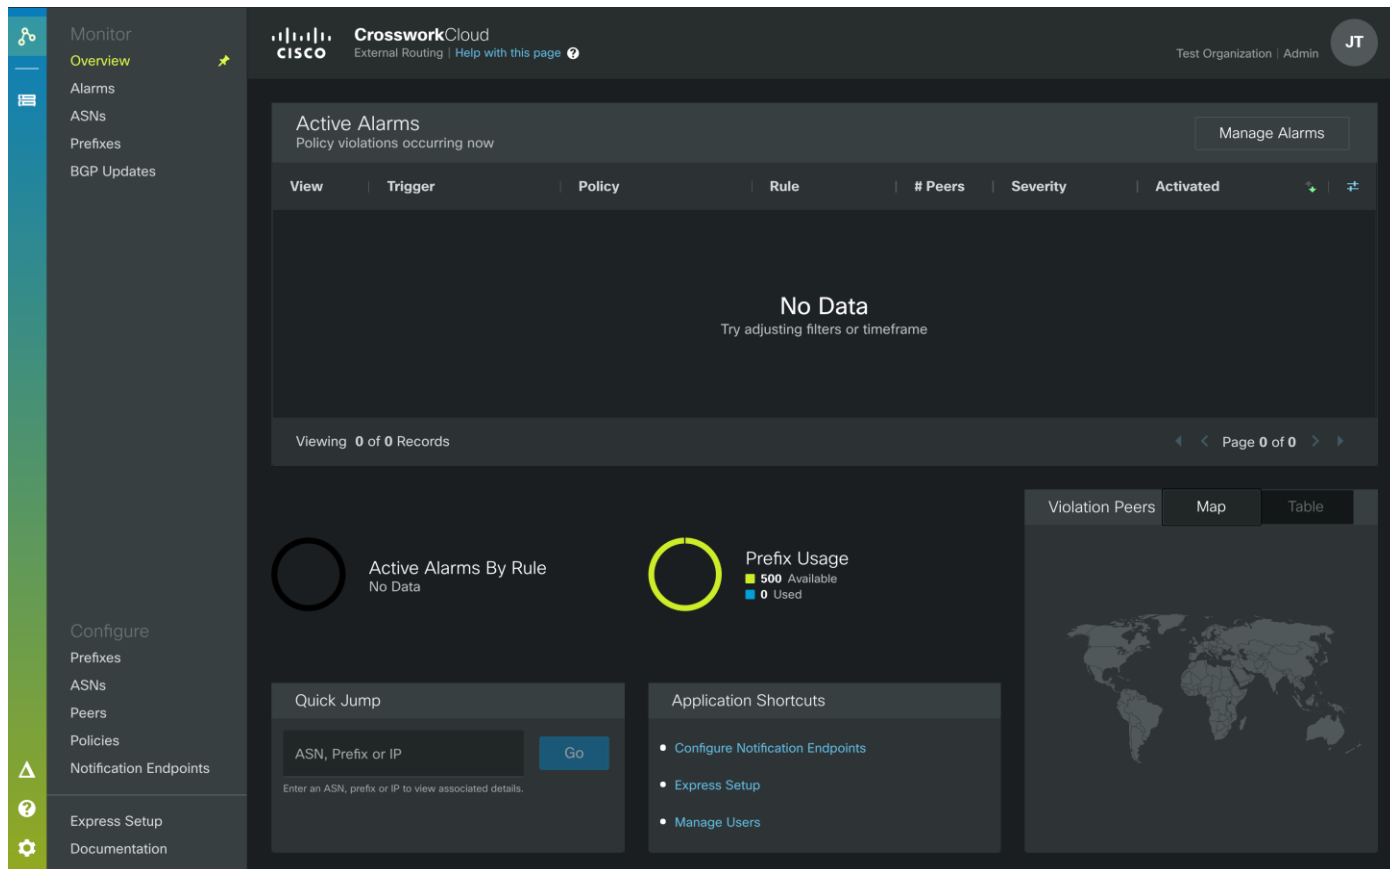 Monitor
Overview
Alarms
ASNs
Prefixes
BGP Updates
Configure
Prefixes
ASNs
Peers
Policies
Notification Endpoints
Express Setup
Documentation
CISCO
CrossworkCloud
External Routing | Help with this page ?
Test Organization | Admin
JT
Active Alarms
Policy violations occurring now
Manage Alarms
View Trigger Policy Rule # Peers Severity Activated
No Data
Try adjusting filters or timeframe
Viewing 0 of 0 Records
Page 0 of 0
Active Alarms By Rule
No Data
Prefix Usage
500 Available
0 Used
Violation Peers Map Table
Quick Jump
ASN, Prefix or IP Go
Enter an ASN, prefix or IP to view associated details.
Application Shortcuts
Configure Notification Endpoints
Express Setup
Manage Users